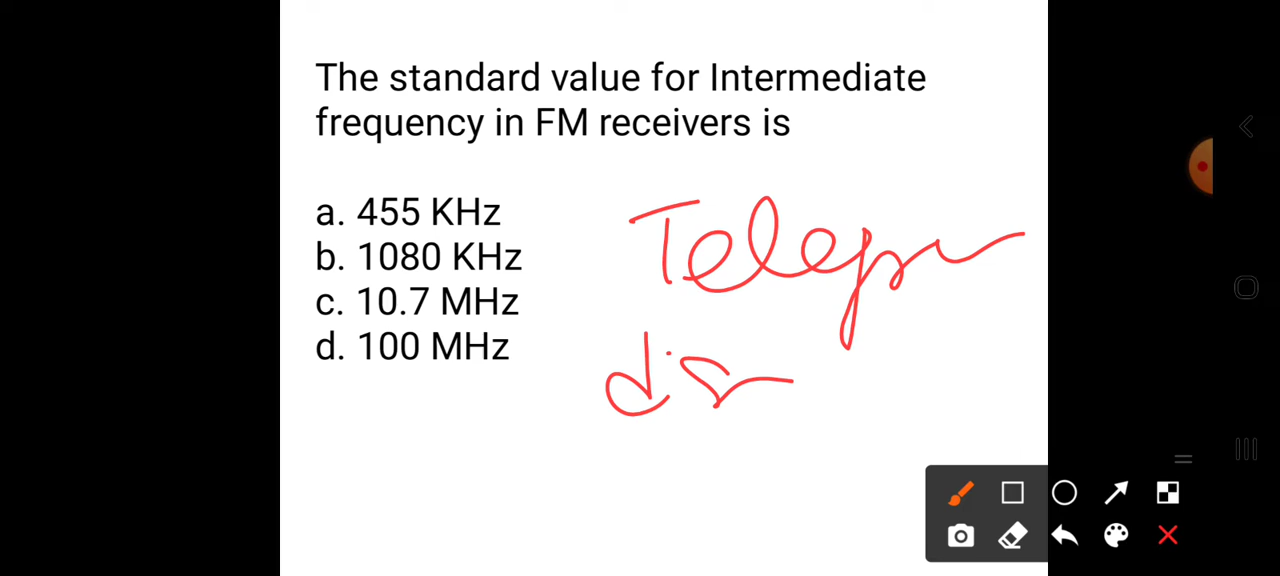 The standard value for Intermediate
frequency in FM receivers is
a. 455 KHz
b. 1080 KHz
c. 10.7 MHz
d. 100 MHz